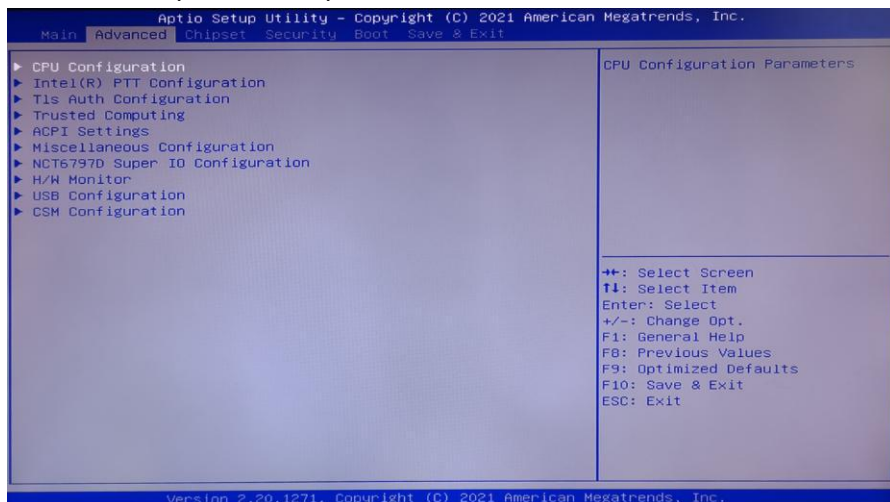 Aptio Setup Utility - Copyright (C) 2021 American Megatrends, Inc.
Main Advanced Chipset Security Boot Save & Exit
▶ CPU Configuration
▶ Intel(R) PTT Configuration
▶ Tls Auth Configuration
▶ Trusted Computing
▶ ACPI Settings
▶ Miscellaneous Configuration
▶ NCT6797D Super IO Configuration
▶ H/W Monitor
▶ USB Configuration
▶ CSM Configuration
CPU Configuration Parameters
→←: Select Screen
↑↓: Select Item
Enter: Select
+/-: Change Opt.
F1: General Help
F8: Previous Values
F9: Optimized Defaults
F10: Save & Exit
ESC: Exit
Version 2.20.1271. Copyright (C) 2021 American Megatrends, Inc.